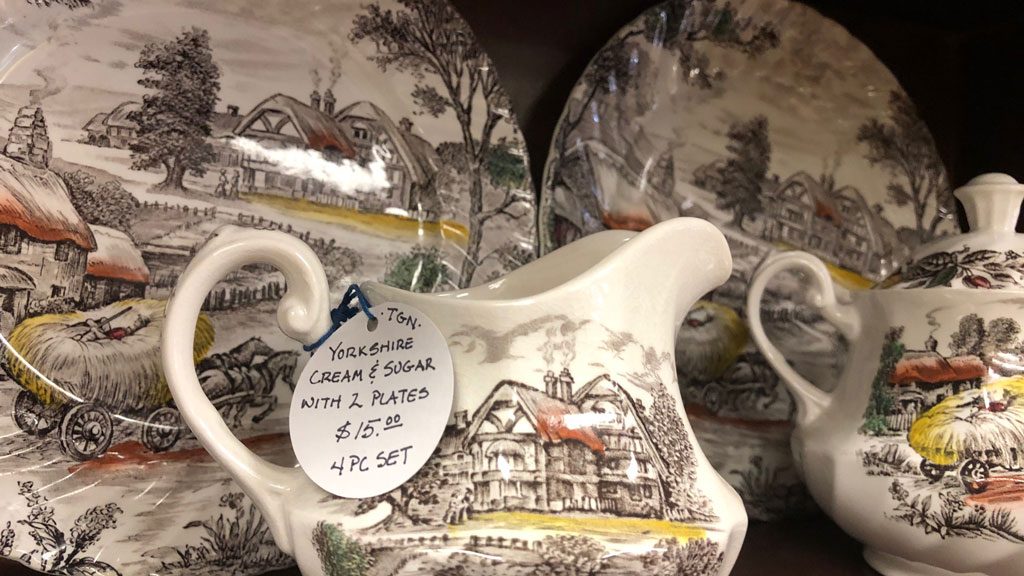 . TGN.
YORKSHIRE
CREAM & SUGAR
WITH 2 PLATES
$15.00
4 PC SET